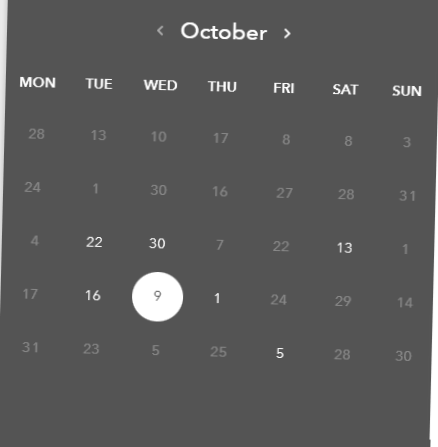 ‹ October ›
MON TUE WED THU FRI SAT SUN
28 13 10 17 8 8 3
24 1 30 16 27 28 31
4 22 30 7 22 13 1
17 16 9 1 24 29 14
31 23 5 25 5 28 30